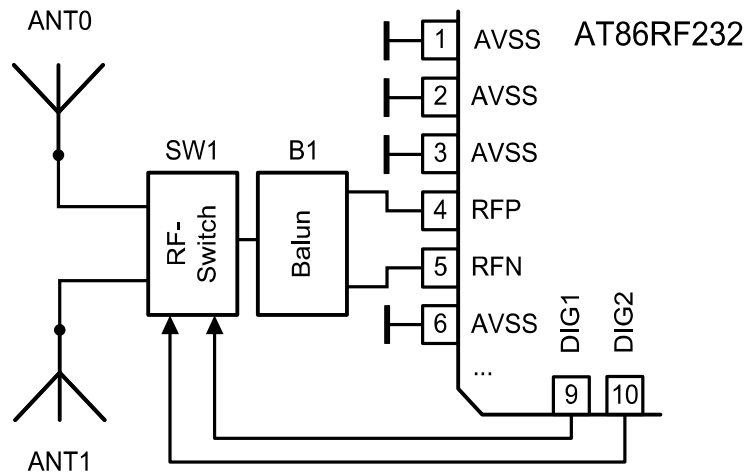 ANT0
AT86RF232
1 AVSS
2 AVSS
SW1
B1
3 AVSS
RF-
Switch
Balun
4 RFP
5 RFN
6 AVSS
DIG1
DIG2
...
9
10
ANT1